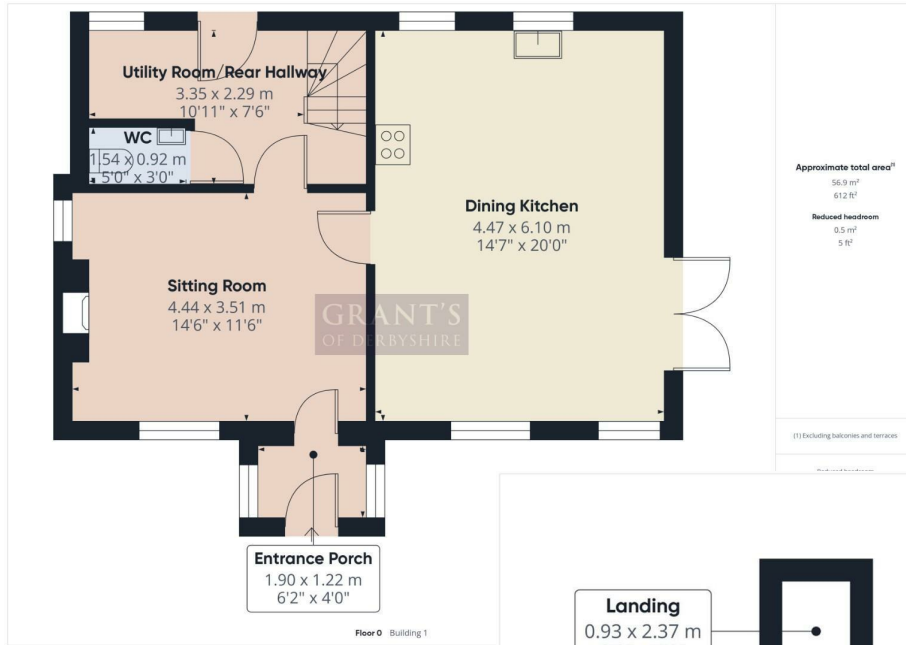 Utility Room/Rear Hallway
3.35 x 2.29 m
10'11" x 7'6"
WC
1.54 x 0.92 m
5'0" x 3'0"
Dining Kitchen
4.47 x 6.10 m
14'7" x 20'0"
Sitting Room
4.44 x 3.51 m
14'6" x 11'6"
GRANT'S
OF DERBYSHIRE
Entrance Porch
1.90 x 1.22 m
6'2" x 4'0"
Floor 0 Building 1
Approximate total area(1)
56.9 m²
612 ft²
Reduced headroom
0.5 m²
5 ft²
(1) Excluding balconies and terraces
Reduced headroom
Landing
0.93 x 2.37 m